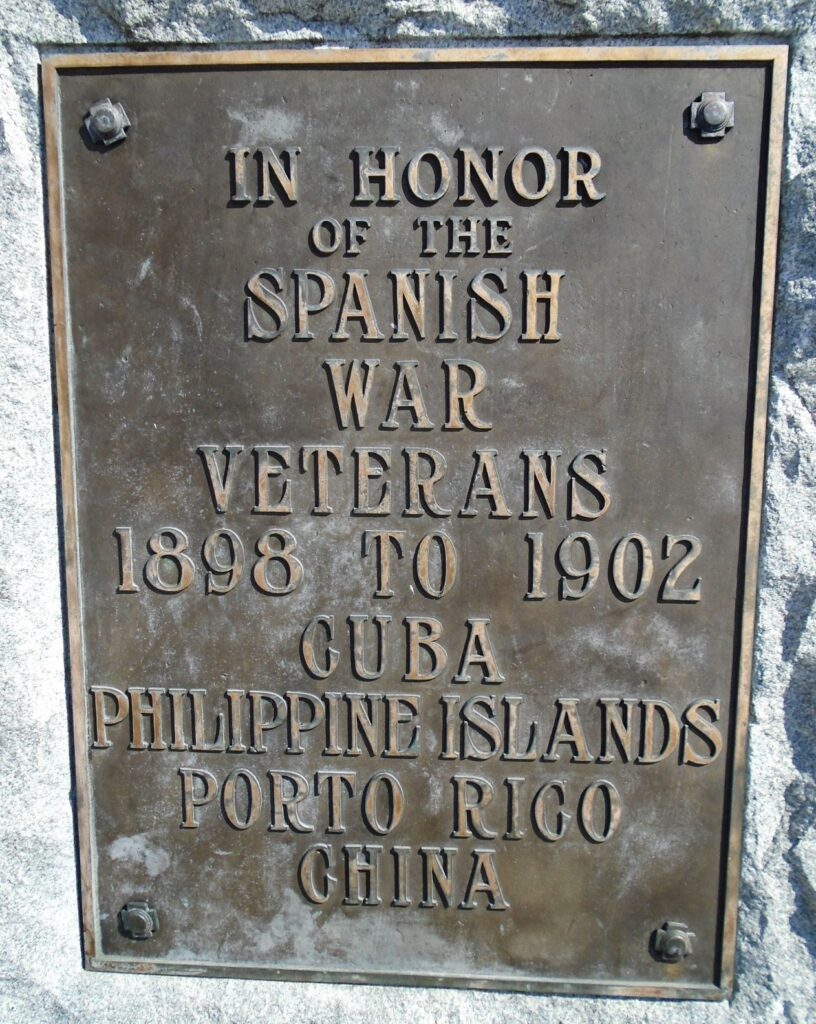 IN HONOR
OF THE
SPANISH
WAR
VETERANS
1898 TO 1902
CUBA
PHILIPPINE ISLANDS
PORTO RICO
CHINA